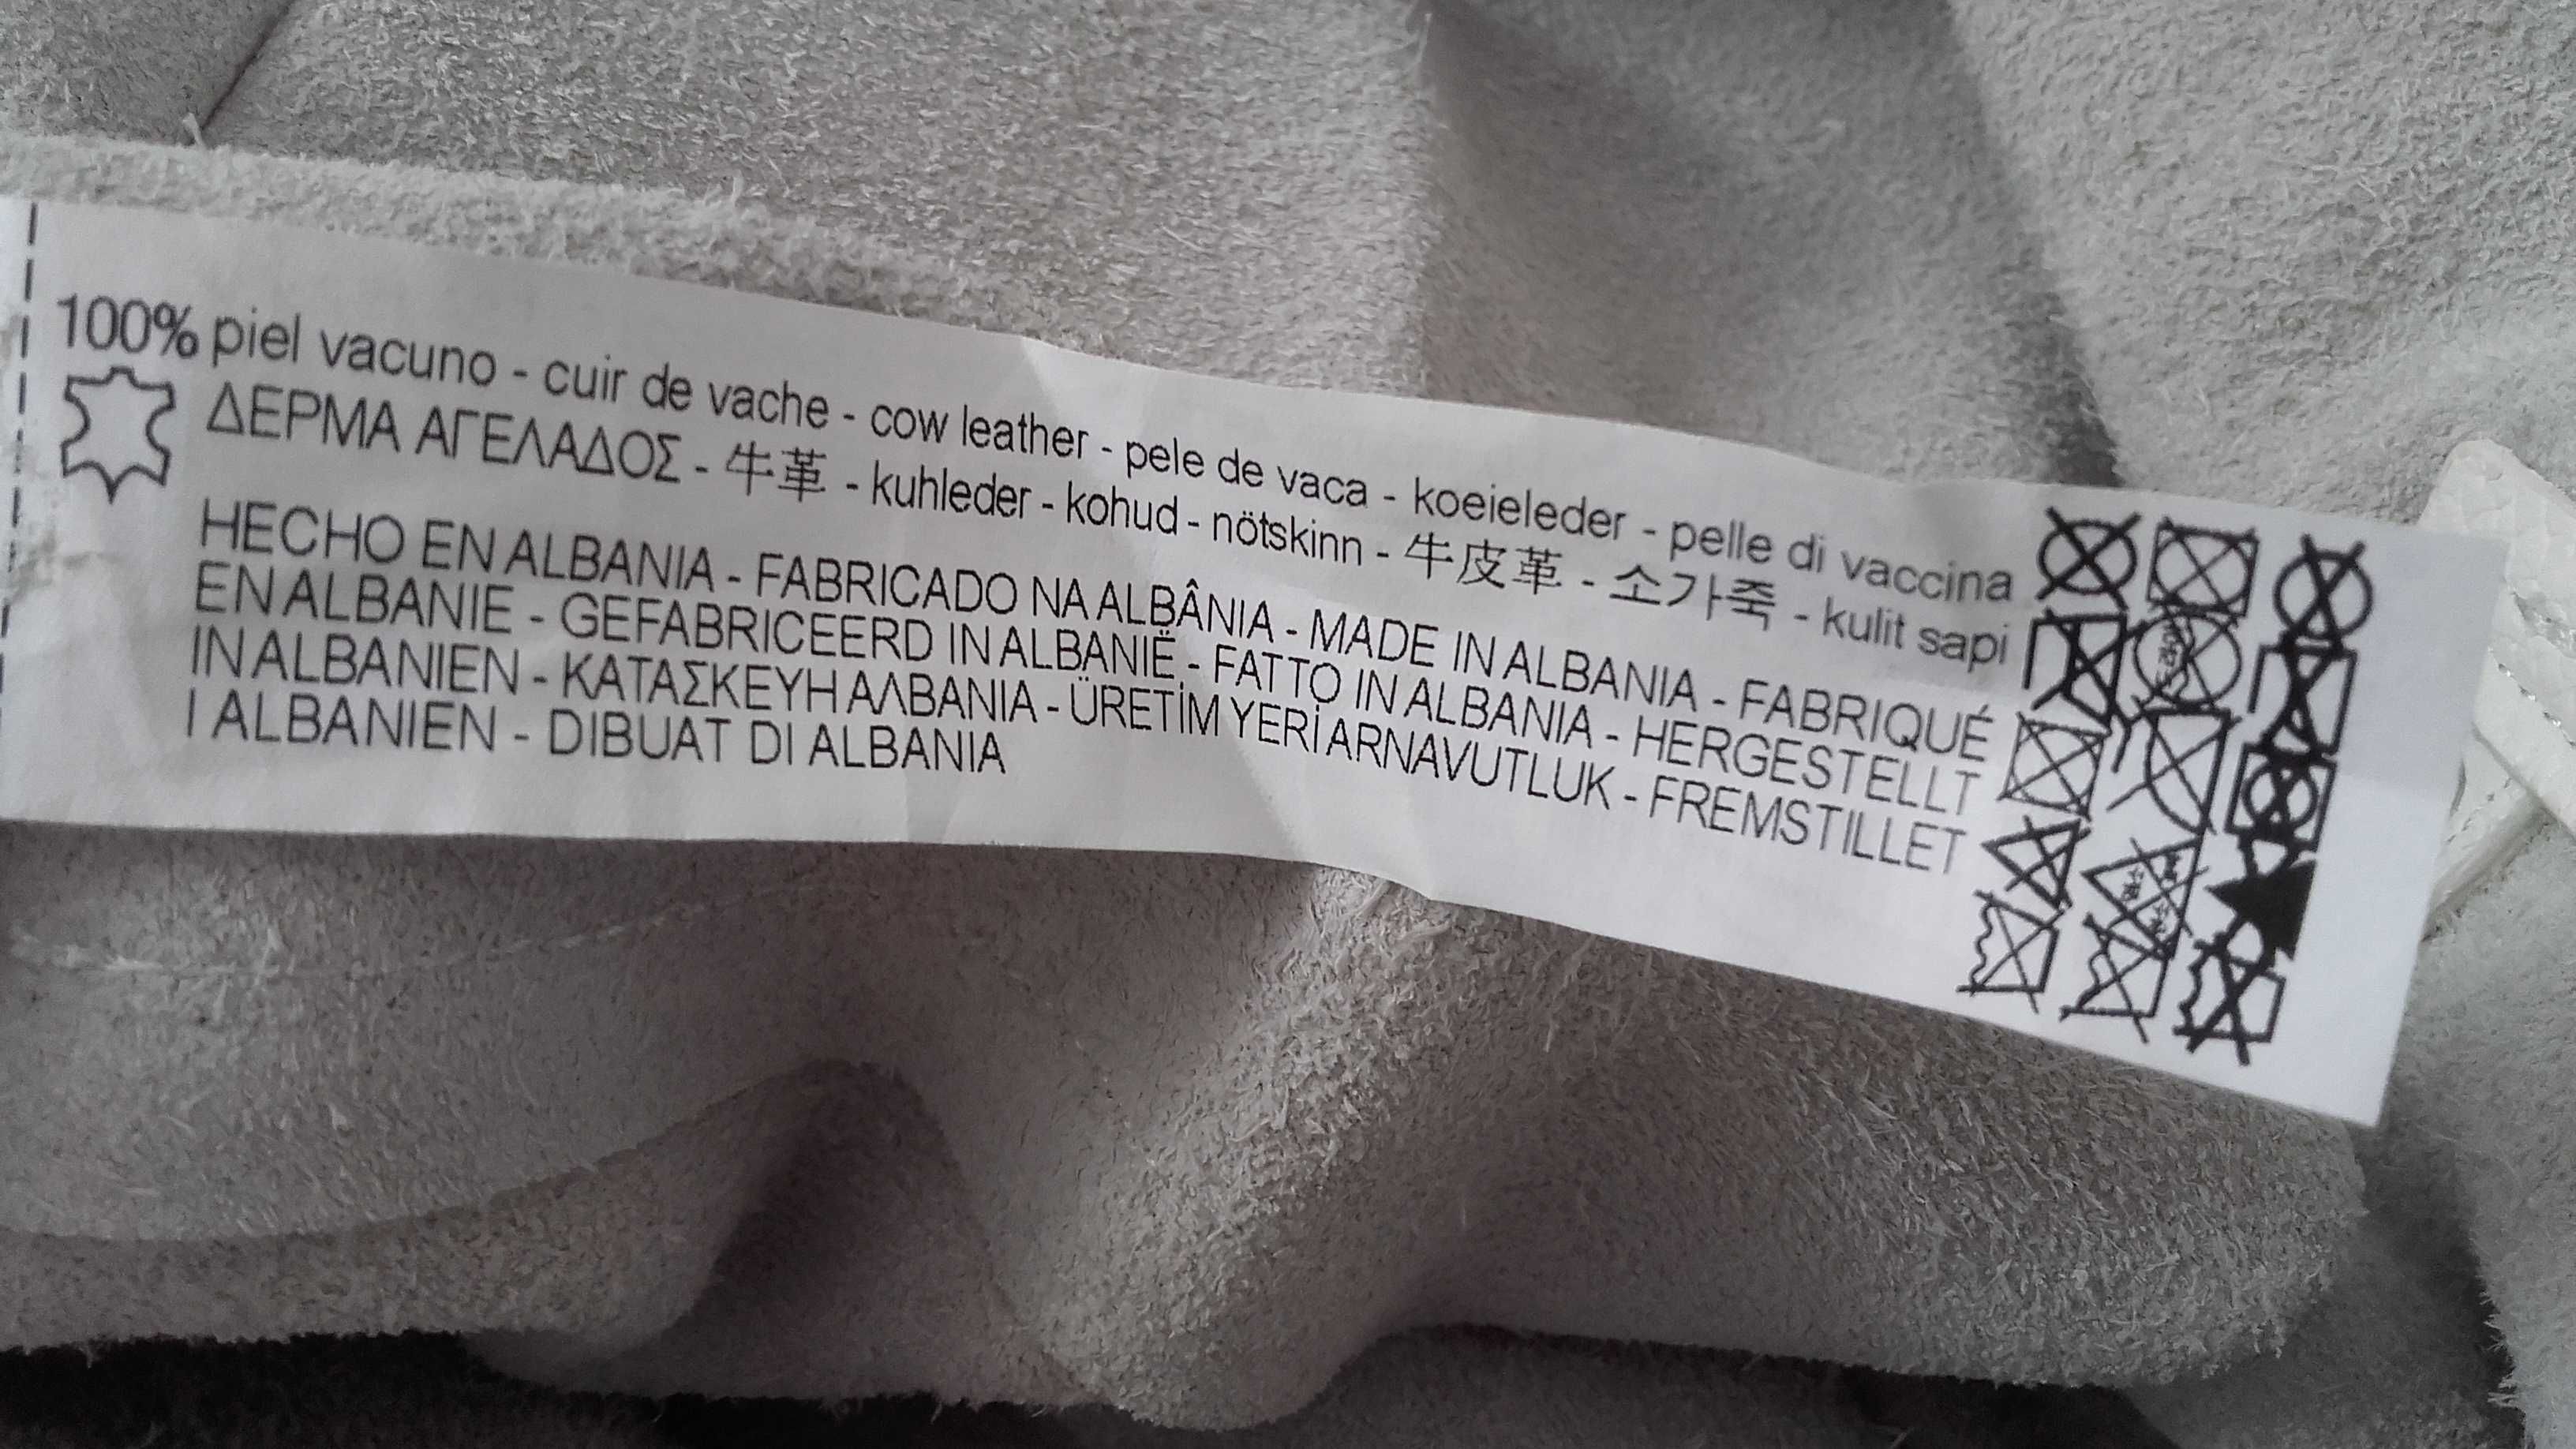 100% piel vacuno - cuir de vache - cow leather - pele de vaca - koeieleder - pelle di vaccina
ΔΕΡΜΑ ΑΓΕΛΑΔΟΣ - 牛革 - kuhleder - kohud - nötskinn - 牛皮革 - 소가죽 - kulit sapi
HECHO EN ALBANIA - FABRICADO NA ALBÂNIA - MADE IN ALBANIA - FABRIQUÉ
EN ALBANIE - GEFABRICEERD IN ALBANIË - FATTO IN ALBANIA - HERGESTELLT
IN ALBANIEN - ΚΑΤΑΣΚΕΥΗ ΑΛΒΑΝΙΑ - ÜRETİM YERİ ARNAVUTLUK - FREMSTILLET
I ALBANIEN - DIBUAT DI ALBANIA